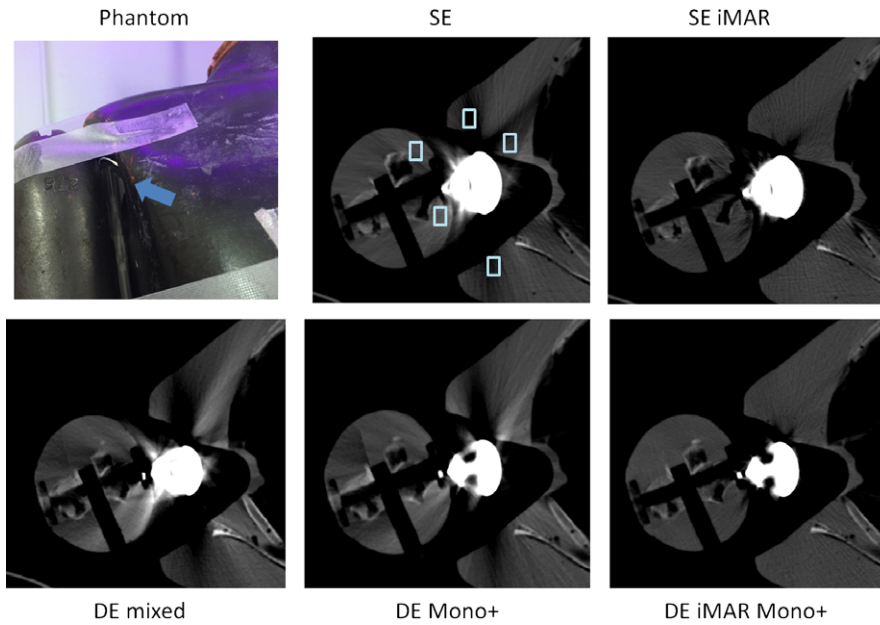 Phantom
SE
SE iMAR
DE mixed
DE Mono+
DE iMAR Mono+